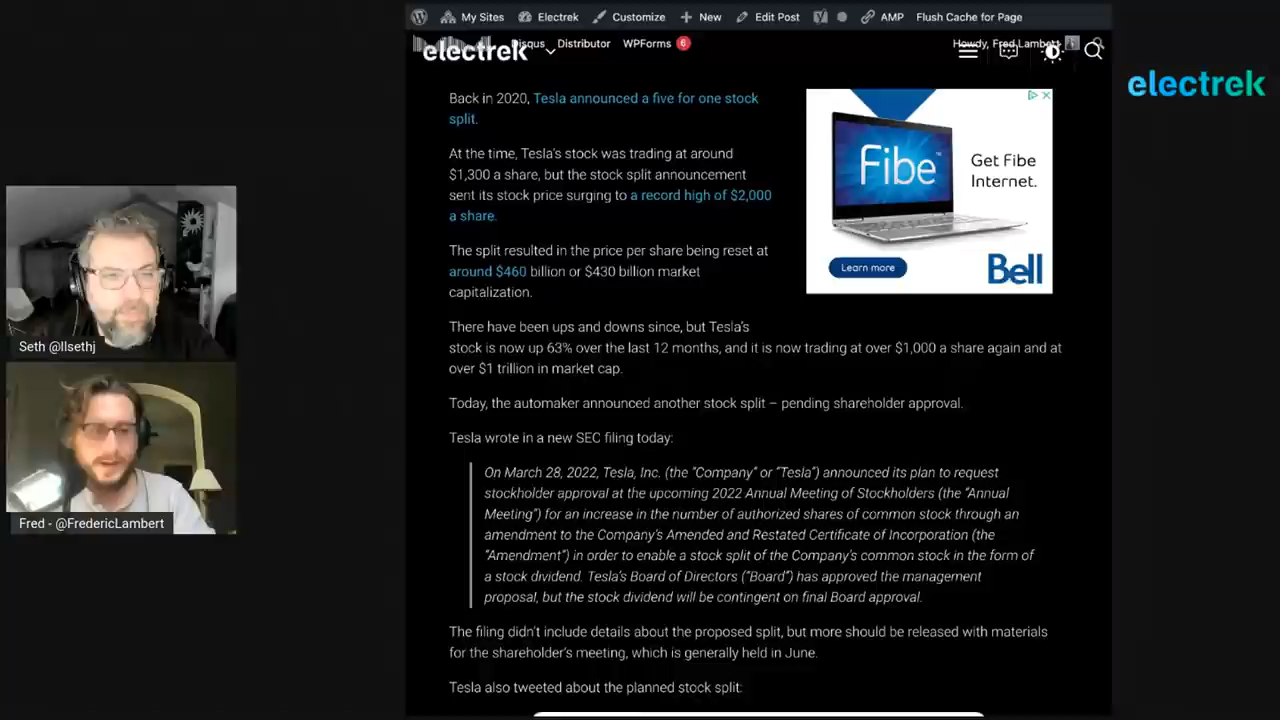 My Sites Electrek Customize New Edit Post AMP Flush Cache for Page
Disqus Distributor WPForms 6 Howdy, Fred Lambert
electrek
electrek
Back in 2020, Tesla announced a five for one stock
split.
At the time, Tesla's stock was trading at around
$1,300 a share, but the stock split announcement
sent its stock price surging to a record high of $2,000
a share.
The split resulted in the price per share being reset at
around $460 billion or $430 billion market
capitalization.
Fibe™
Get Fibe
Internet.
Learn more
Bell
There have been ups and downs since, but Tesla's
stock is now up 63% over the last 12 months, and it is now trading at over $1,000 a share again and at
over $1 trillion in market cap.
Today, the automaker announced another stock split – pending shareholder approval.
Tesla wrote in a new SEC filing today:
On March 28, 2022, Tesla, Inc. (the "Company" or "Tesla") announced its plan to request
stockholder approval at the upcoming 2022 Annual Meeting of Stockholders (the "Annual
Meeting") for an increase in the number of authorized shares of common stock through an
amendment to the Company's Amended and Restated Certificate of Incorporation (the
"Amendment") in order to enable a stock split of the Company's common stock in the form of
a stock dividend. Tesla's Board of Directors ("Board") has approved the management
proposal, but the stock dividend will be contingent on final Board approval.
The filing didn't include details about the proposed split, but more should be released with materials
for the shareholder's meeting, which is generally held in June.
Tesla also tweeted about the planned stock split:
Seth @llsethj
Fred - @FredericLambert